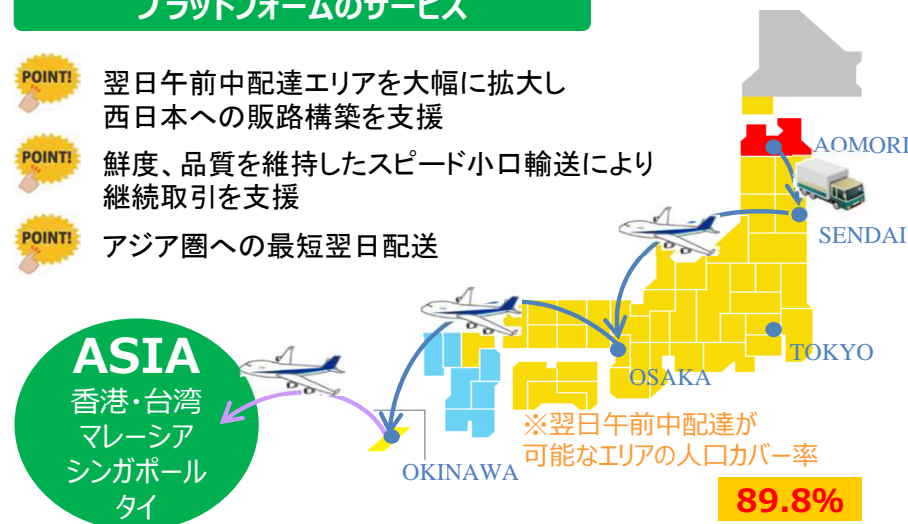 プラットフォームのサービス
POINT!
翌日午前中配達エリアを大幅に拡大し
西日本への販路構築を支援
POINT!
鮮度、品質を維持したスピード小口輸送により
継続取引を支援
POINT!
アジア圏への最短翌日配送
AOMORI
SENDAI
TOKYO
OSAKA
OKINAWA
ASIA
香港・台湾
マレーシア
シンガポール
タイ
※翌日午前中配達が
可能なエリアの人口カバー率
89.8%